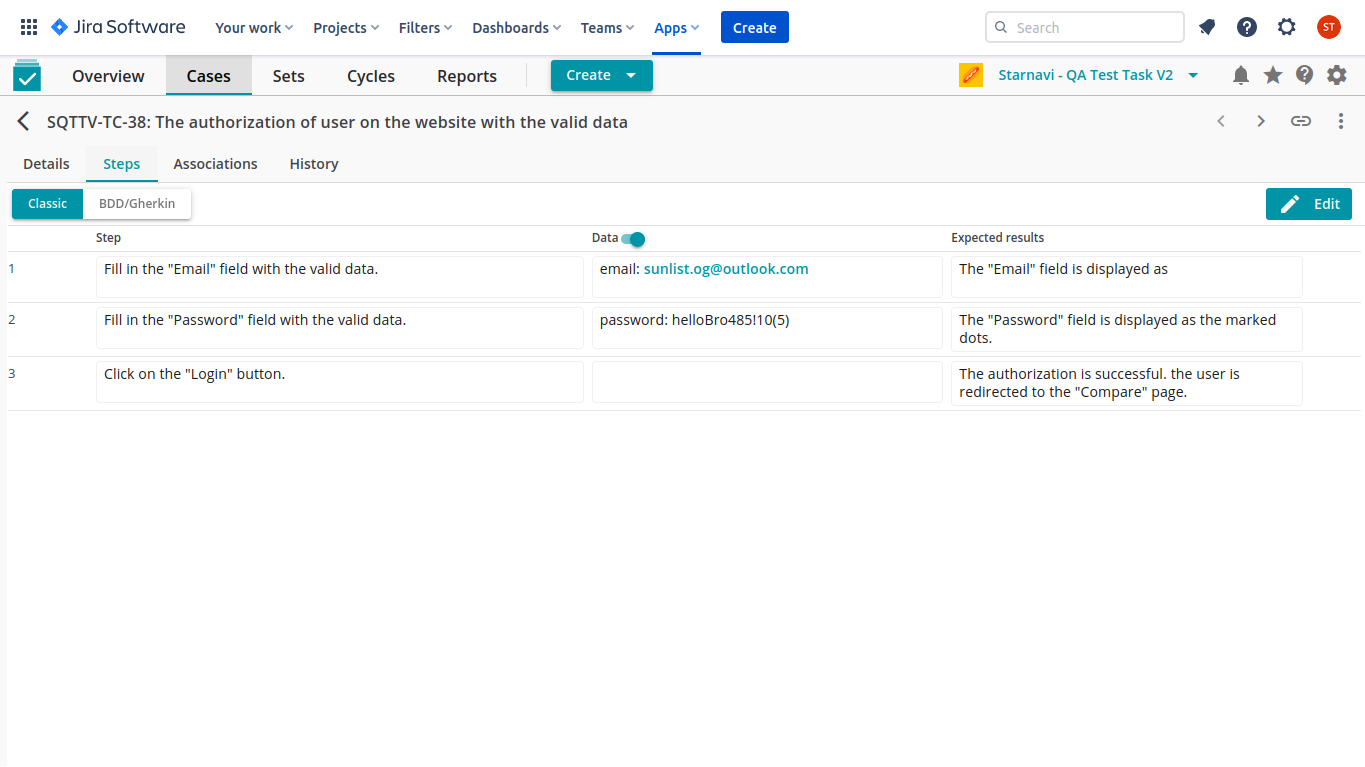 Jira Software Your work Projects Filters Dashboards Teams Apps Create Search ST
Overview Cases Sets Cycles Reports Create Starnavi - QA Test Task V2
SQTTV-TC-38: The authorization of user on the website with the valid data
Details Steps Associations History
Classic BDD/Gherkin Edit
Step Data Expected results
1 Fill in the "Email" field with the valid data. email: sunlist.og@outlook.com The "Email" field is displayed as
2 Fill in the "Password" field with the valid data. password: helloBro485!10(5) The "Password" field is displayed as the marked
dots.
3 Click on the "Login" button. The authorization is successful. the user is
redirected to the "Compare" page.